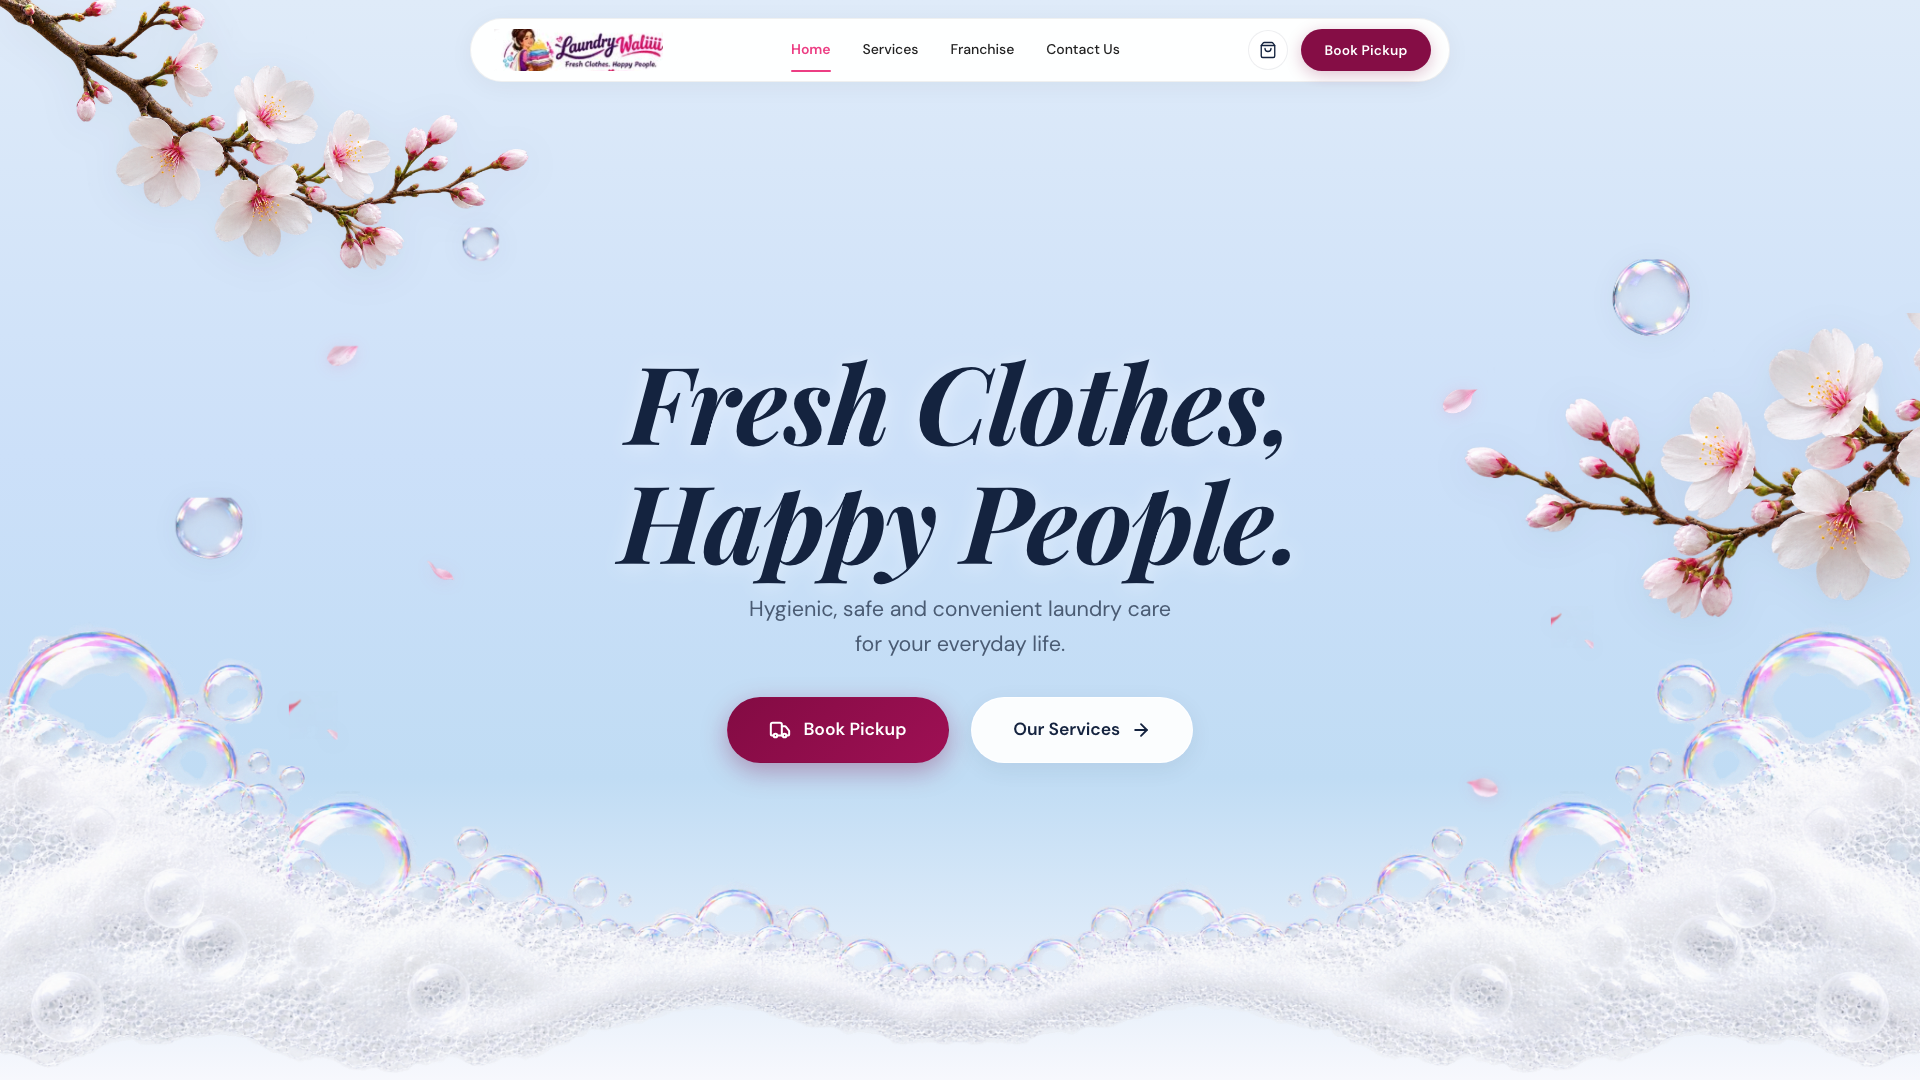 LaundryWaliiii
Fresh Clothes. Happy People.
Home
Services
Franchise
Contact Us
Book Pickup
Fresh Clothes,
Happy People.
Hygienic, safe and convenient laundry care
for your everyday life.
Book Pickup
Our Services